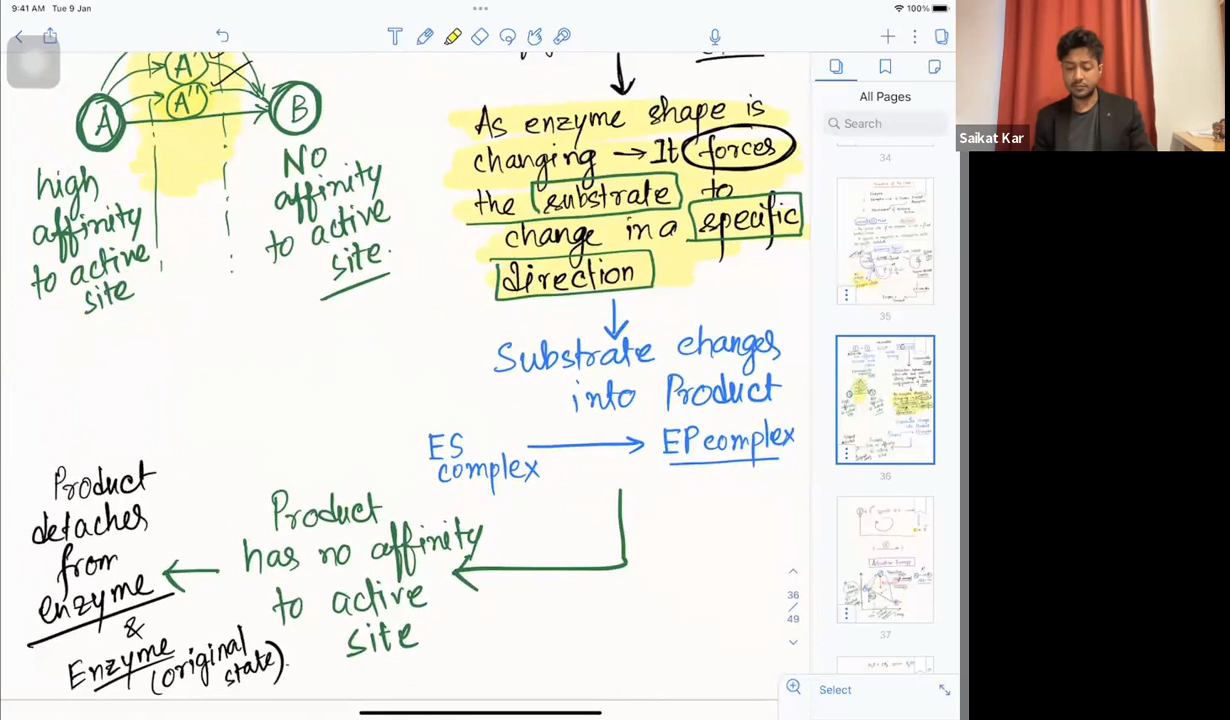 9:41 AM Tue 9 Jan
100%
A'
A''
A
B
high
affinity
to active
site
NO
affinity
to active
site.
As enzyme shape is
changing → It forces
the substrate to
change in a specific
direction
Substrate changes
into Product
ES
complex
EP complex
Product
has no affinity
to active
site
Product
detaches
from
enzyme
&
Enzyme
(original
state).
All Pages
Search
34
35
36
37
36
/
49
Select
Saikat Kar